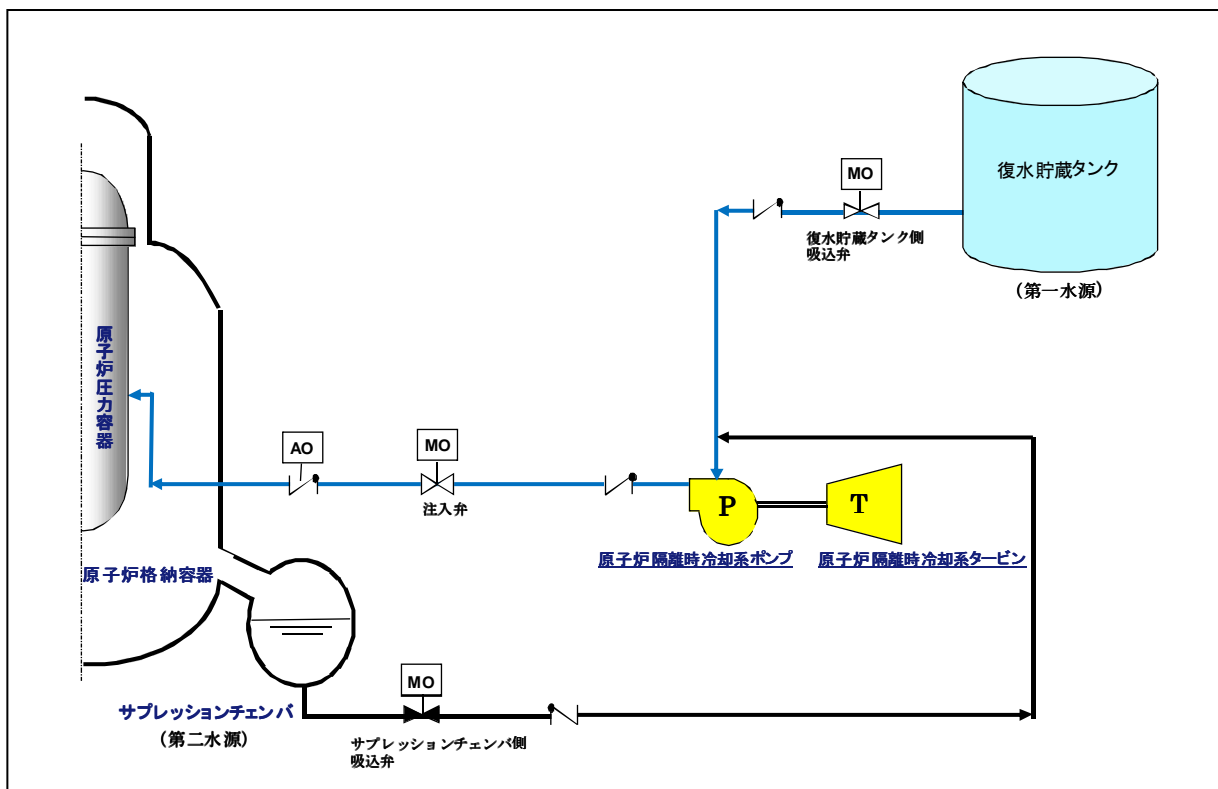 復水貯蔵タンク
(第一水源)
MO
復水貯蔵タンク側
吸込弁
原子炉圧力容器
AO
MO
注入弁
P
T
原子炉隔離時冷却系ポンプ
原子炉隔離時冷却系タービン
原子炉格納容器
サプレッションチェンバ
(第二水源)
MO
サプレッションチェンバ側
吸込弁